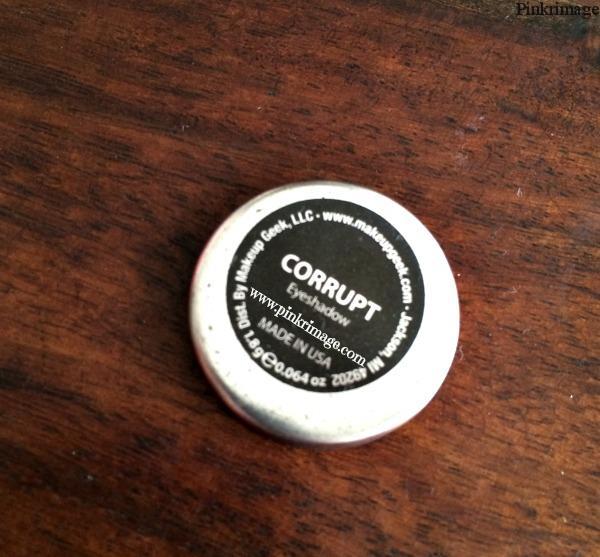 Pinkrimage
Dist. By Makeup Geek, LLC • www.makeupgeek.com • Jackson, MI 49202
CORRUPT
Eyeshadow
www.pinkrimage.com
MADE IN USA
1.8 g ℮ 0.064 oz